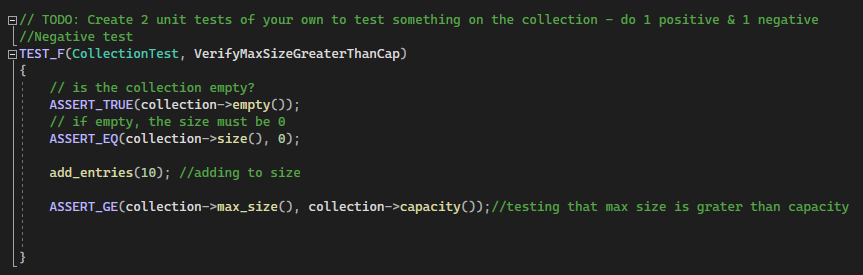 // TODO: Create 2 unit tests of your own to test something on the collection - do 1 positive & 1 negative
//Negative test
TEST_F(CollectionTest, VerifyMaxSizeGreaterThanCap)
{
// is the collection empty?
ASSERT_TRUE(collection->empty());
// if empty, the size must be 0
ASSERT_EQ(collection->size(), 0);
add_entries(10); //adding to size
ASSERT_GE(collection->max_size(), collection->capacity());//testing that max size is grater than capacity
}